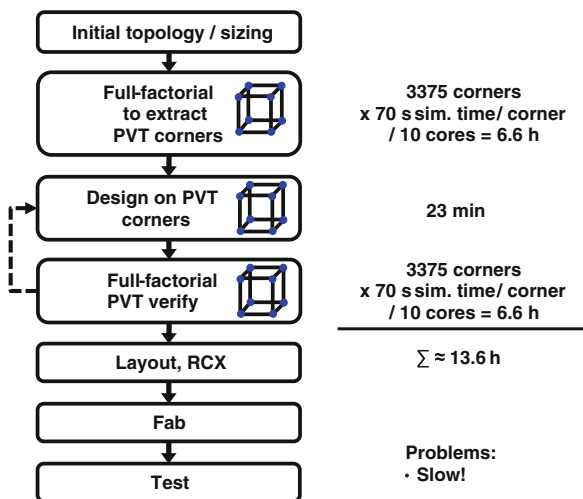 Initial topology / sizing
Full-factorial
to extract
PVT corners
3375 corners
x 70 s sim. time/ corner
/ 10 cores = 6.6 h
Design on PVT
corners
23 min
Full-factorial
PVT verify
3375 corners
x 70 s sim. time/ corner
/ 10 cores = 6.6 h
Layout, RCX
∑ ≈ 13.6 h
Fab
Test
Problems:
· Slow!